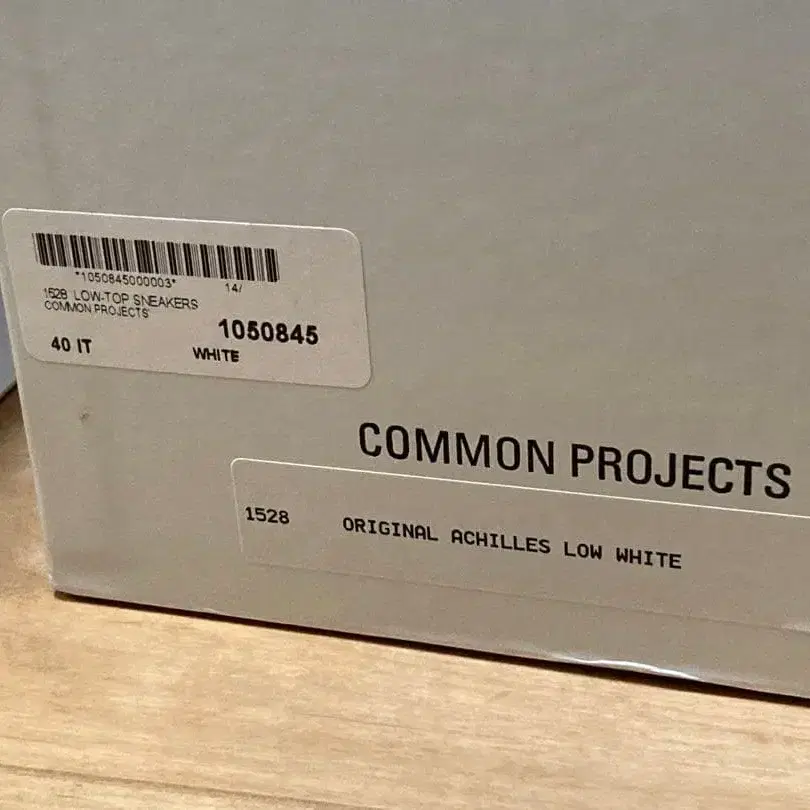 *1050845000003*
14/
1528 LOW-TOP SNEAKERS
COMMON PROJECTS
1050845
40 IT
WHITE
COMMON PROJECTS
1528 ORIGINAL ACHILLES LOW WHITE